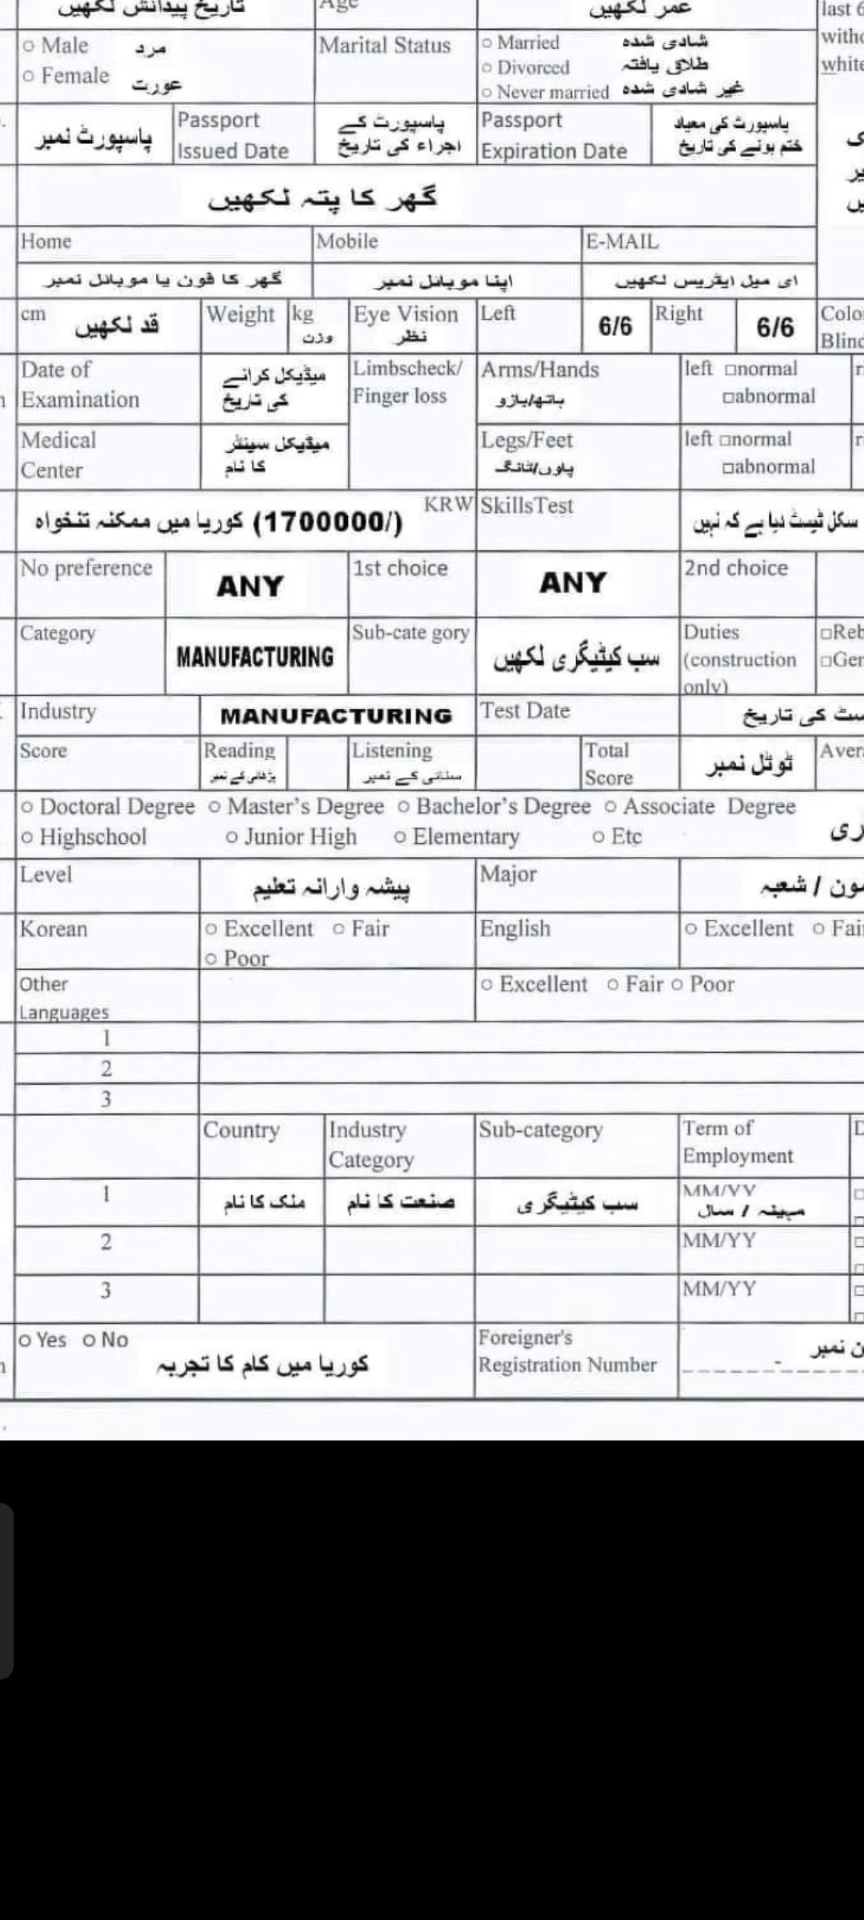 تاریخ پیدائش لکھیں Age عمر لکھیں last 6
○ Male مرد Marital Status ○ Married شادی شدہ
○ Female عورت ○ Divorced طلاق یافتہ
○ Never married غیر شادی شدہ
پاسپورٹ نمبر Passport Issued Date پاسپورٹ کے اجراء کی تاریخ Passport Expiration Date پاسپورٹ کی معیاد ختم ہونے کی تاریخ
گھر کا پتہ لکھیں
Home Mobile E-MAIL
گھر کا فون یا موبائل نمبر اپنا موبائل نمبر ای میل ایڈریس لکھیں
cm قد لکھیں Weight kg وزن Eye Vision نظر Left 6/6 Right 6/6
Date of Examination میڈیکل کرانے کی تاریخ Limbscheck/ Finger loss Arms/Hands ہاتھ/بازو left □normal
□abnormal
Medical Center میڈیکل سینٹر کا نام Legs/Feet پاوں/ٹانگ left □normal
□abnormal
کوریا میں ممکنہ تنخواہ (1700000/) KRW SkillsTest سکل ٹیسٹ دیا ہے کہ نہیں
No preference ANY 1st choice ANY 2nd choice
Category MANUFACTURING Sub-cate gory سب کیٹیگری لکھیں Duties (construction only)
Industry MANUFACTURING Test Date کی تاریخ
Score Reading پڑھائی کے نمبر Listening سنائی کے نمبر Total Score ٹوٹل نمبر
○ Doctoral Degree ○ Master's Degree ○ Bachelor's Degree ○ Associate Degree
○ Highschool ○ Junior High ○ Elementary ○ Etc
Level پیشہ وارانہ تعلیم Major / شعبہ
Korean ○ Excellent ○ Fair English ○ Excellent
○ Poor
Other Languages ○ Excellent ○ Fair ○ Poor
1
2
3
Country Industry Category Sub-category Term of Employment
1 ملک کا نام صنعت کا نام سب کیٹیگری MM/YY مہینہ / سال
2 MM/YY
3 MM/YY
○ Yes ○ No کوریا میں کام کا تجربہ Foreigner's Registration Number نمبر